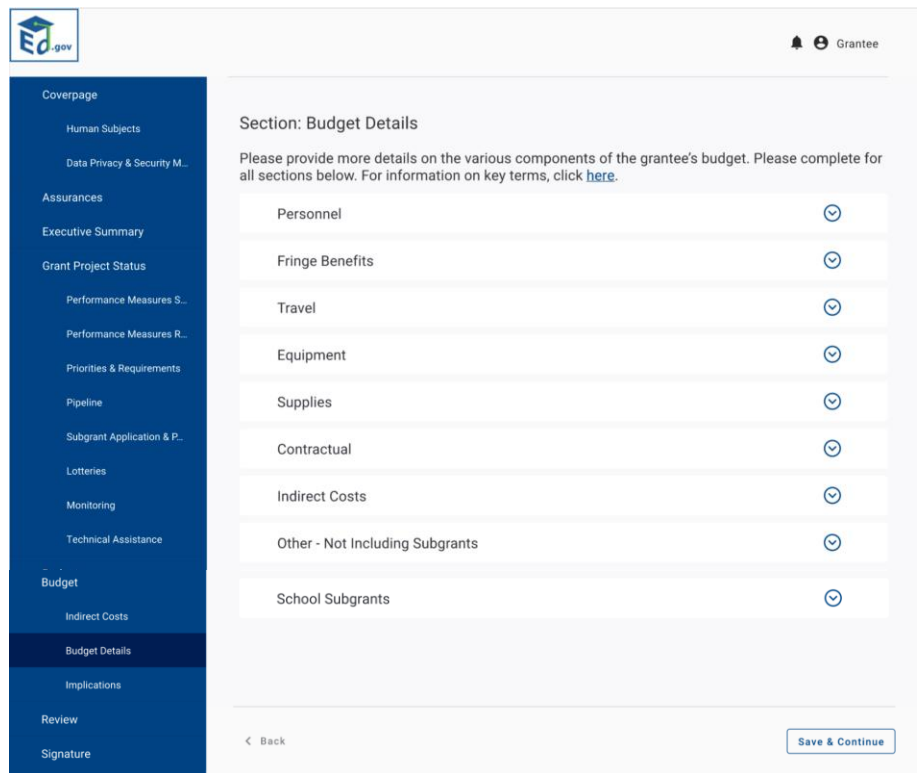 Ed.gov
Grantee
Coverpage
Human Subjects
Data Privacy & Security M...
Assurances
Executive Summary
Grant Project Status
Performance Measures S...
Performance Measures R...
Priorities & Requirements
Pipeline
Subgrant Application & P...
Lotteries
Monitoring
Technical Assistance
Budget
Indirect Costs
Budget Details
Implications
Review
Signature
Section: Budget Details
Please provide more details on the various components of the grantee's budget. Please complete for
all sections below. For information on key terms, click here.
Personnel
Fringe Benefits
Travel
Equipment
Supplies
Contractual
Indirect Costs
Other - Not Including Subgrants
School Subgrants
Back
Save & Continue